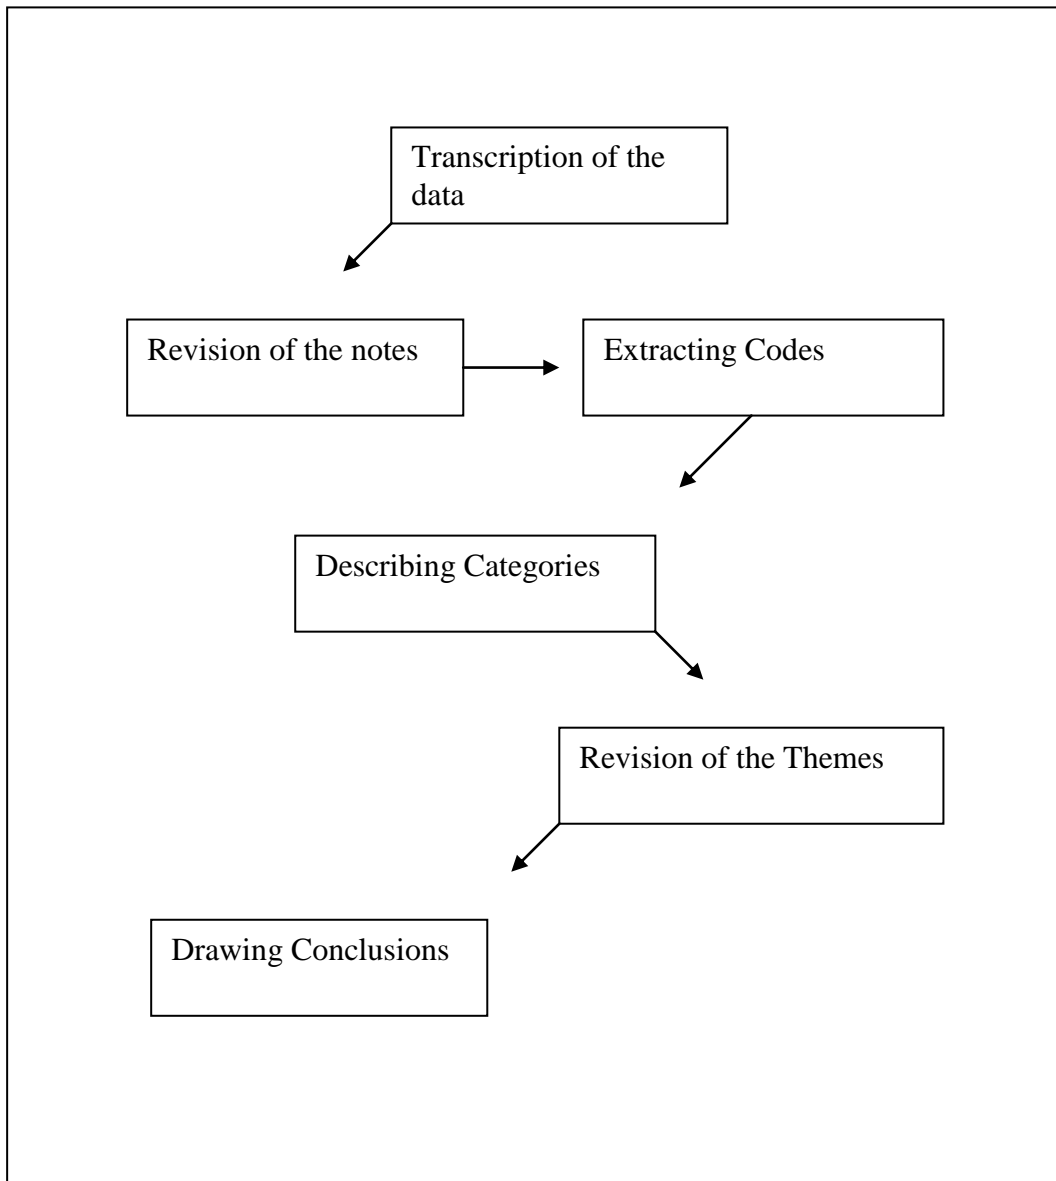 Transcription of the
data
Revision of the notes
Extracting Codes
Describing Categories
Revision of the Themes
Drawing Conclusions